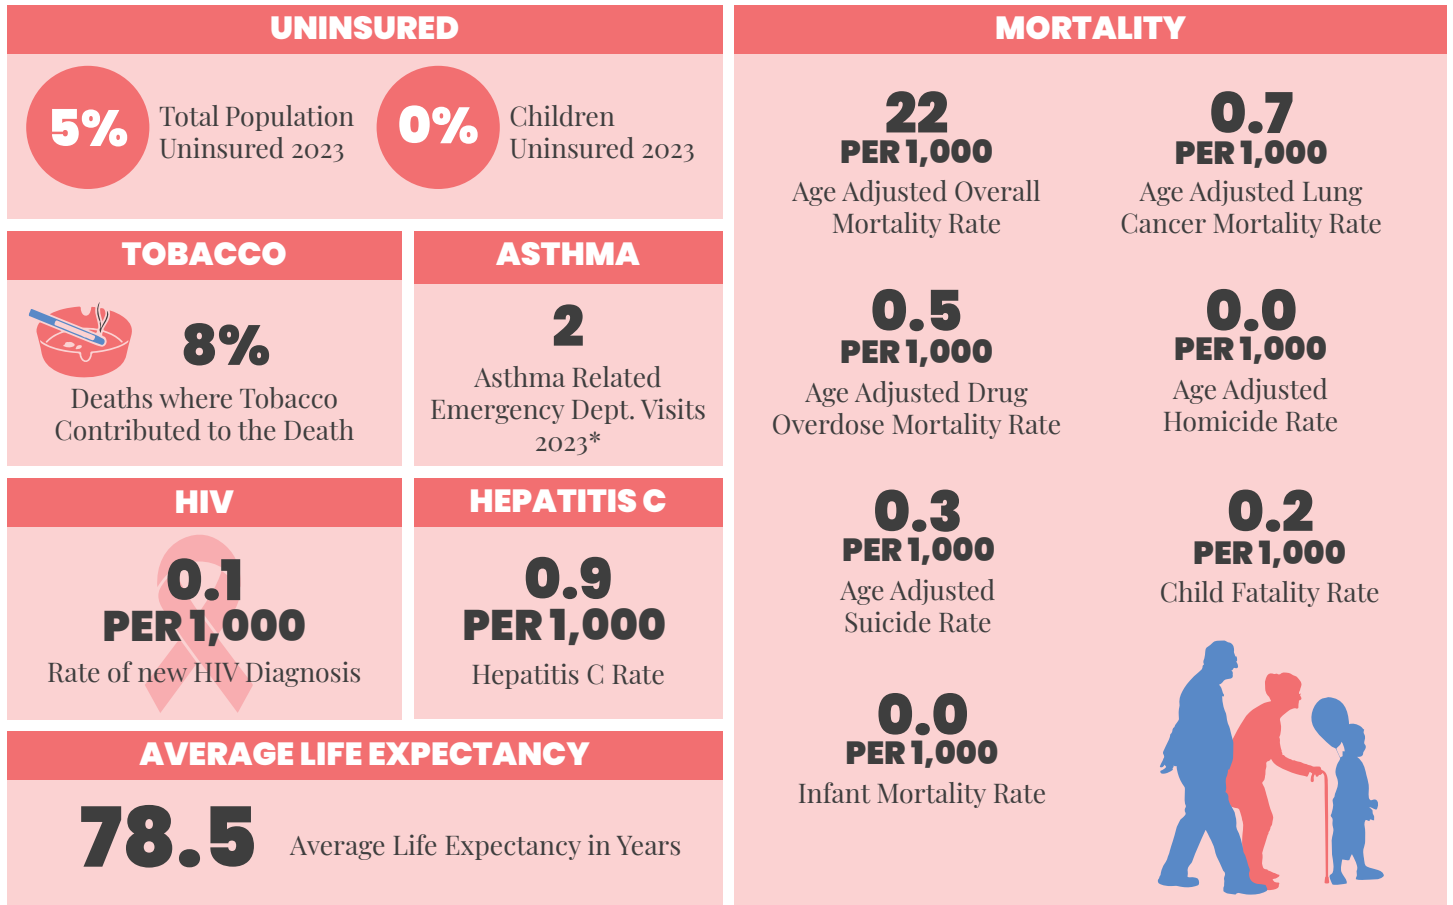 UNINSURED
5%
Total Population
Uninsured 2023
0%
Children
Uninsured 2023
TOBACCO
8%
Deaths where Tobacco
Contributed to the Death
ASTHMA
2
Asthma Related
Emergency Dept. Visits
2023*
HIV
0.1
PER 1,000
Rate of new HIV Diagnosis
HEPATITIS C
0.9
PER 1,000
Hepatitis C Rate
AVERAGE LIFE EXPECTANCY
78.5
Average Life Expectancy in Years
MORTALITY
22
PER 1,000
Age Adjusted Overall
Mortality Rate
0.7
PER 1,000
Age Adjusted Lung
Cancer Mortality Rate
0.5
PER 1,000
Age Adjusted Drug
Overdose Mortality Rate
0.0
PER 1,000
Age Adjusted
Homicide Rate
0.3
PER 1,000
Age Adjusted
Suicide Rate
0.2
PER 1,000
Child Fatality Rate
0.0
PER 1,000
Infant Mortality Rate